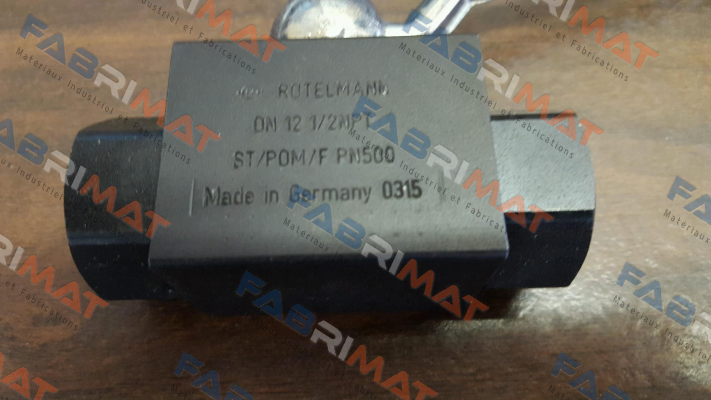 ROTELMANN
DN 12 1/2NPT
ST/POM/F PN500
Made in Germany 0315
FABRIMAT
Materiaux Industriel et Fabrications